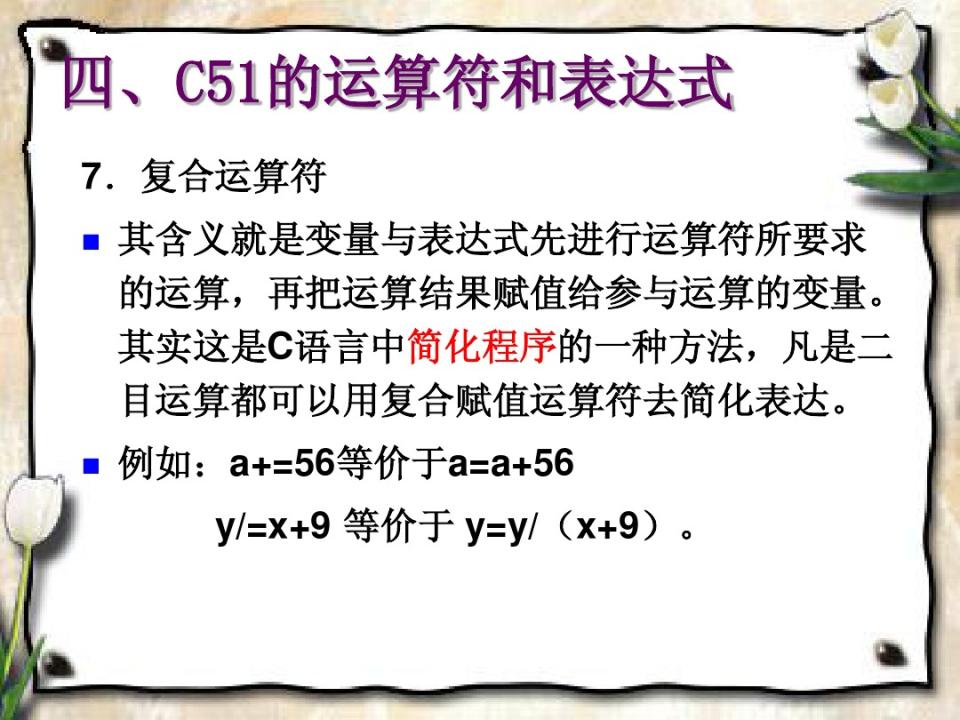 四、C51的运算符和表达式
7．复合运算符
其含义就是变量与表达式先进行运算符所要求
的运算，再把运算结果赋值给参与运算的变量。
其实这是C语言中简化程序的一种方法，凡是二
目运算都可以用复合赋值运算符去简化表达。
例如：a+=56等价于a=a+56
y/=x+9 等价于 y=y/（x+9）。